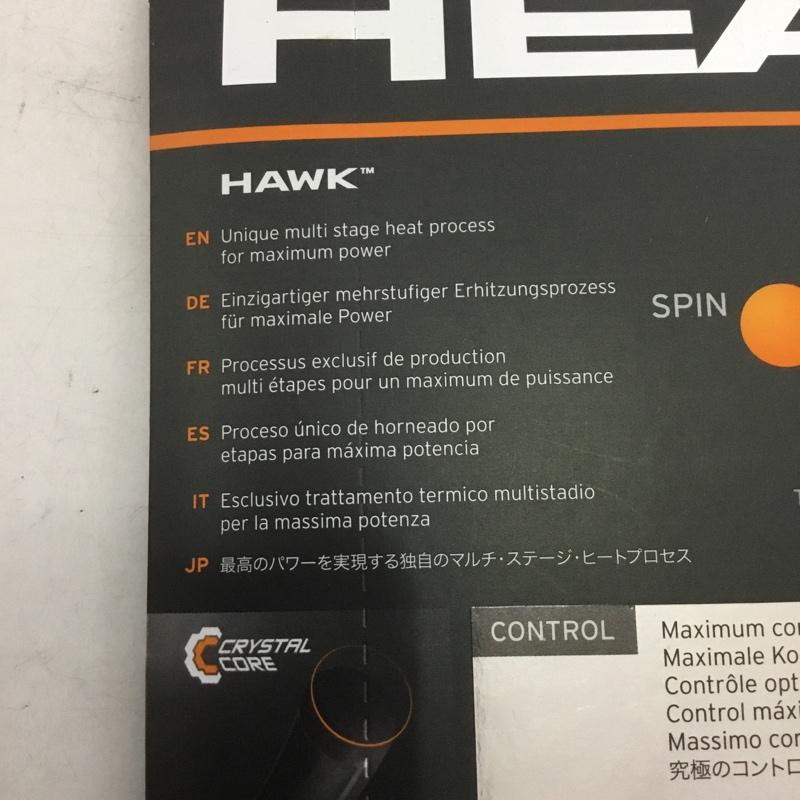 HAWK™
EN Unique multi stage heat process
for maximum power
DE Einzigartiger mehrstufiger Erhitzungsprozess
für maximale Power
SPIN
FR Processus exclusif de production
multi étapes pour un maximum de puissance
ES Proceso único de horneado por
etapas para máxima potencia
IT Esclusivo trattamento termico multistadio
per la massima potenza
JP 最高のパワーを実現する独自のマルチ・ステージ・ヒートプロセス
CRYSTAL
CORE
CONTROL
Maximum
Maximale
Contrôle
Control
Massimo
究極のコントロ